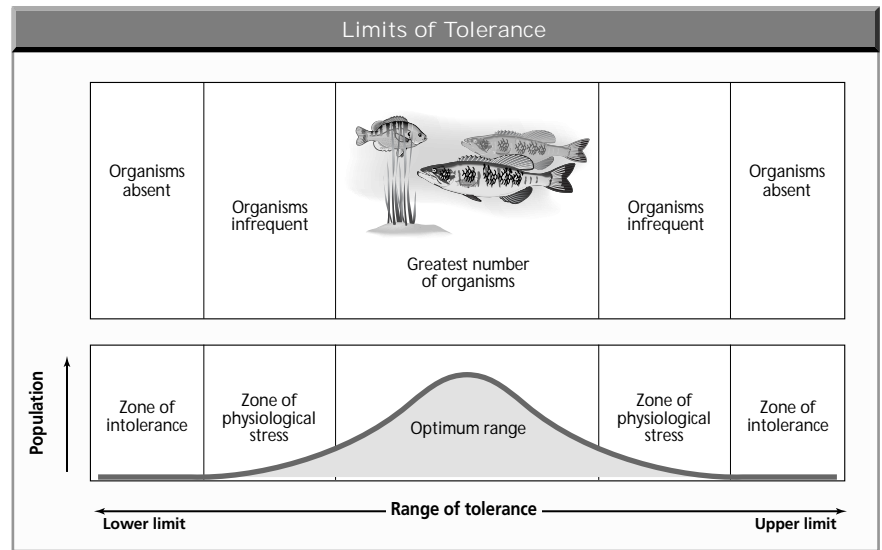 Limits of Tolerance
Organisms
absent
Organisms
infrequent
Greatest number
of organisms
Organisms
infrequent
Organisms
absent
Population
Zone of
intolerance
Zone of
physiological
stress
Optimum range
Zone of
physiological
stress
Zone of
intolerance
Range of tolerance
Lower limit
Upper limit